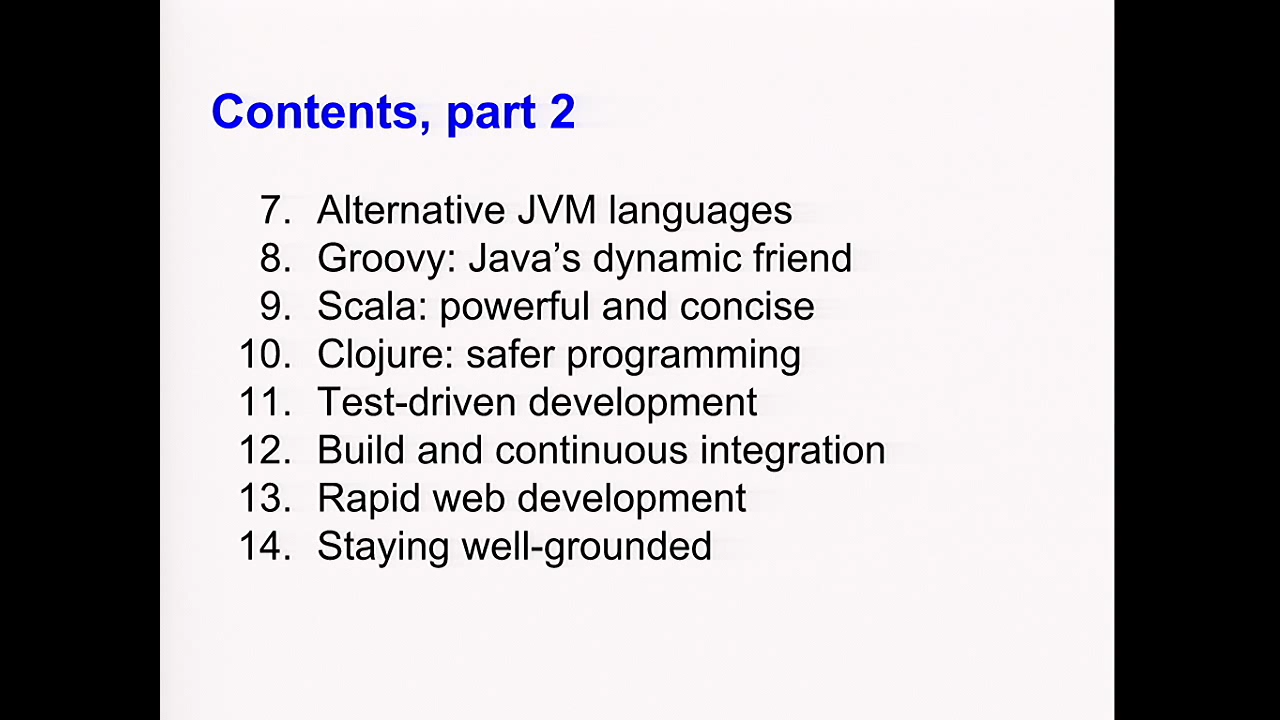 Contents, part 2
7. Alternative JVM languages
8. Groovy: Java’s dynamic friend
9. Scala: powerful and concise
10. Clojure: safer programming
11. Test-driven development
12. Build and continuous integration
13. Rapid web development
14. Staying well-grounded